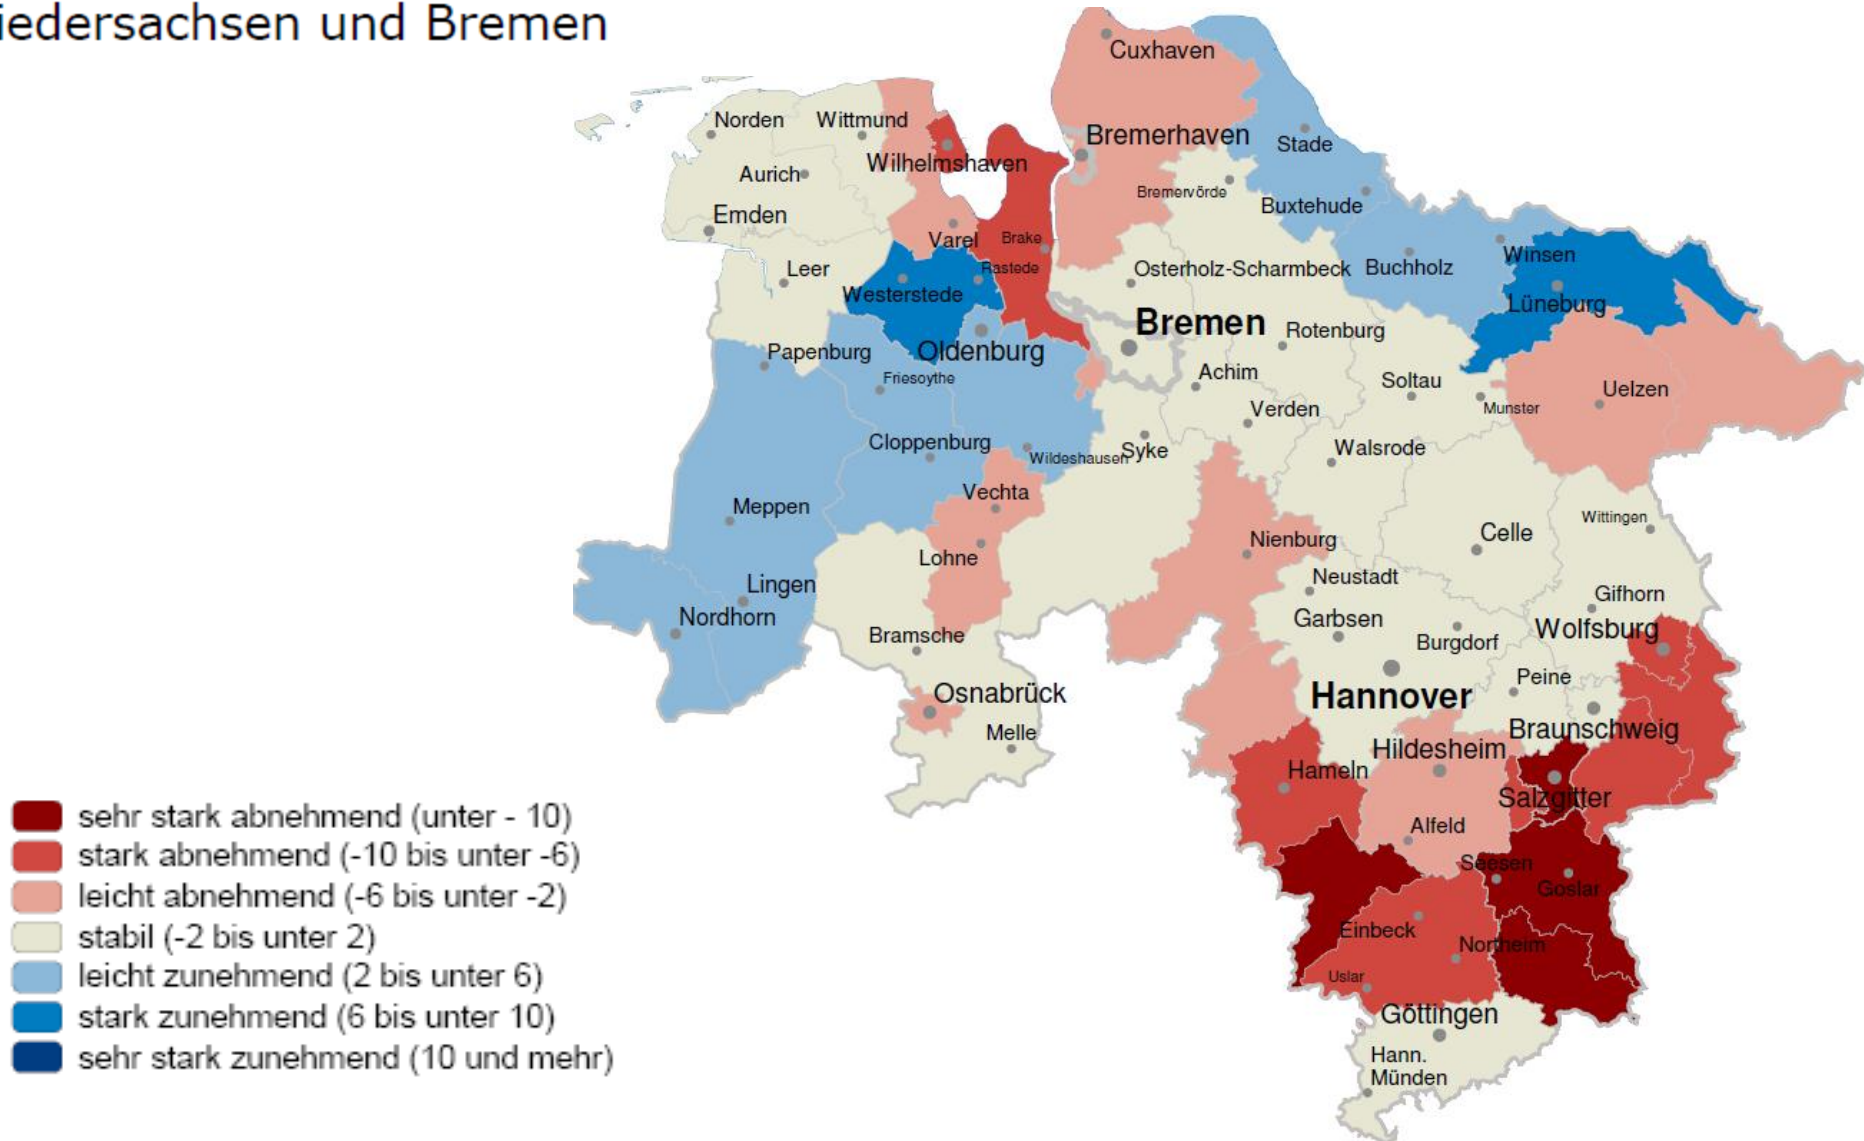 iedersachsen und Bremen
Cuxhaven
Norden
Wittmund
Bremerhaven
Stade
Wilhelmshaven
Aurich
Bremervörde
Buxtehude
Emden
Varel
Brake
Winsen
Leer
Rastede
Osterholz-Scharmbeck
Buchholz
Westerstede
Lüneburg
Bremen
Rotenburg
Papenburg
Oldenburg
Friesoythe
Achim
Soltau
Uelzen
Verden
Munster
Cloppenburg
Wildeshausen
Syke
Walsrode
Vechta
Meppen
Wittingen
Lohne
Nienburg
Celle
Lingen
Neustadt
Gifhorn
Nordhorn
Garbsen
Bramsche
Burgdorf
Wolfsburg
Peine
Osnabrück
Hannover
Melle
Braunschweig
Hildesheim
Hameln
Salzgitter
Alfeld
Seesen
Goslar
Einbeck
Northeim
Uslar
Göttingen
Hann.
Münden
sehr stark abnehmend (unter - 10)
stark abnehmend (-10 bis unter -6)
leicht abnehmend (-6 bis unter -2)
stabil (-2 bis unter 2)
leicht zunehmend (2 bis unter 6)
stark zunehmend (6 bis unter 10)
sehr stark zunehmend (10 und mehr)